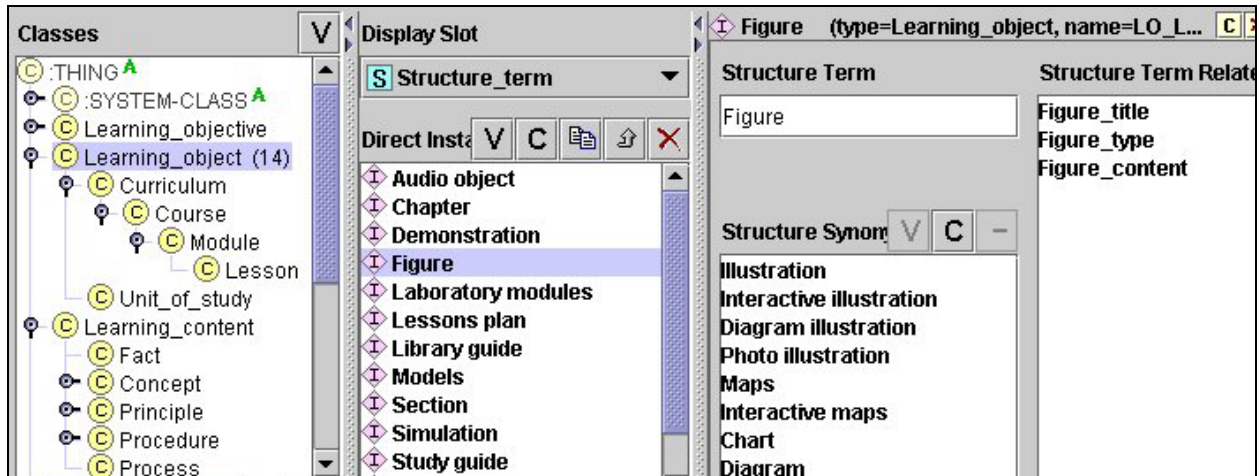 Classes
V
:THING A
:SYSTEM-CLASS A
Learning_objective
Learning_object (14)
Curriculum
Course
Module
Lesson
Unit_of_study
Learning_content
Fact
Concept
Principle
Procedure
Process
Display Slot
S Structure_term
Direct Insta V C
Audio object
Chapter
Demonstration
Figure
Laboratory modules
Lessons plan
Library guide
Models
Section
Simulation
Study guide
Figure (type=Learning_object, name=LO_L... C
Structure Term
Figure
Structure Synony V C
Illustration
Interactive illustration
Diagram illustration
Photo illustration
Maps
Interactive maps
Chart
Diagram
Structure Term Relate
Figure_title
Figure_type
Figure_content